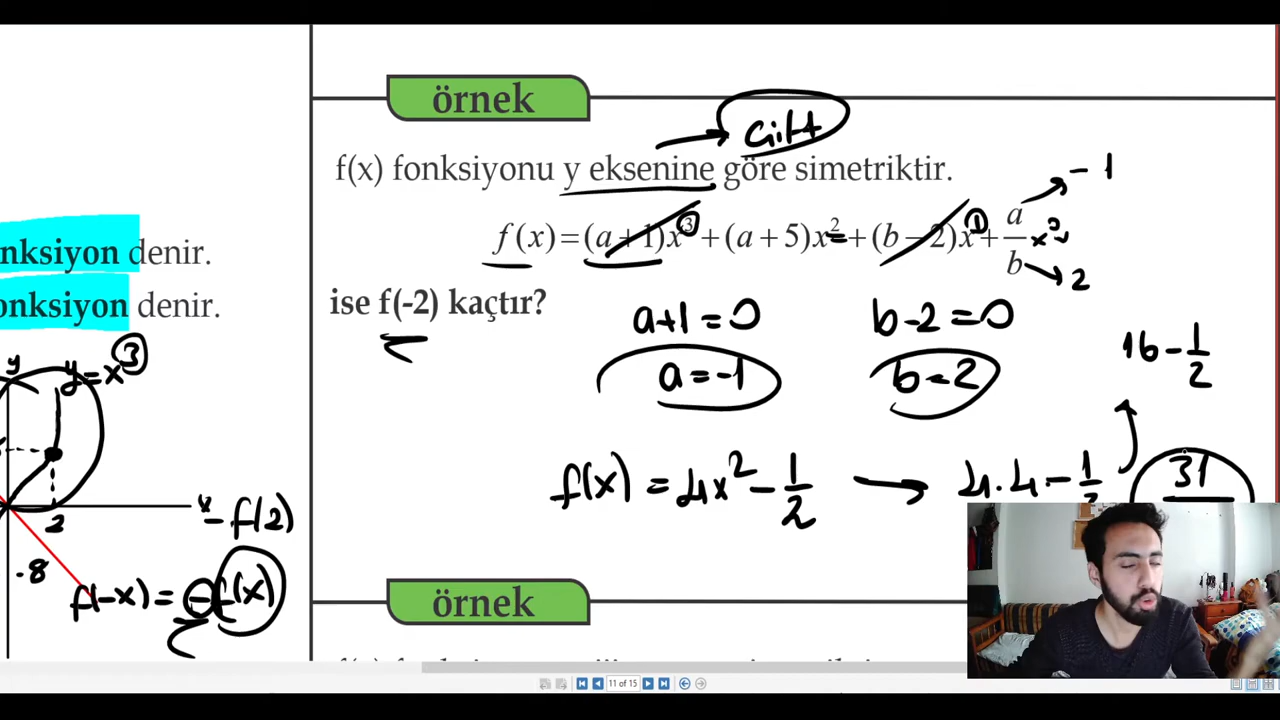 örnek
Çift
f(x) fonksiyonu y eksenine göre simetriktir.
f(x)=(a+1)x³+(a+5)x²+(b−2)x+a/b x⁰
① → -1
→ 2
ise f(-2) kaçtır?
a+1=0 b-2=0
a=-1 b=2
16-1/2
f(x)=4x²-1/2 → 4.4-1/2
31
nksiyon denir.
onksiyon denir.
y y=x³
2 x
-f(2)
-8
f(-x)=-f(x)
örnek
11 of 15